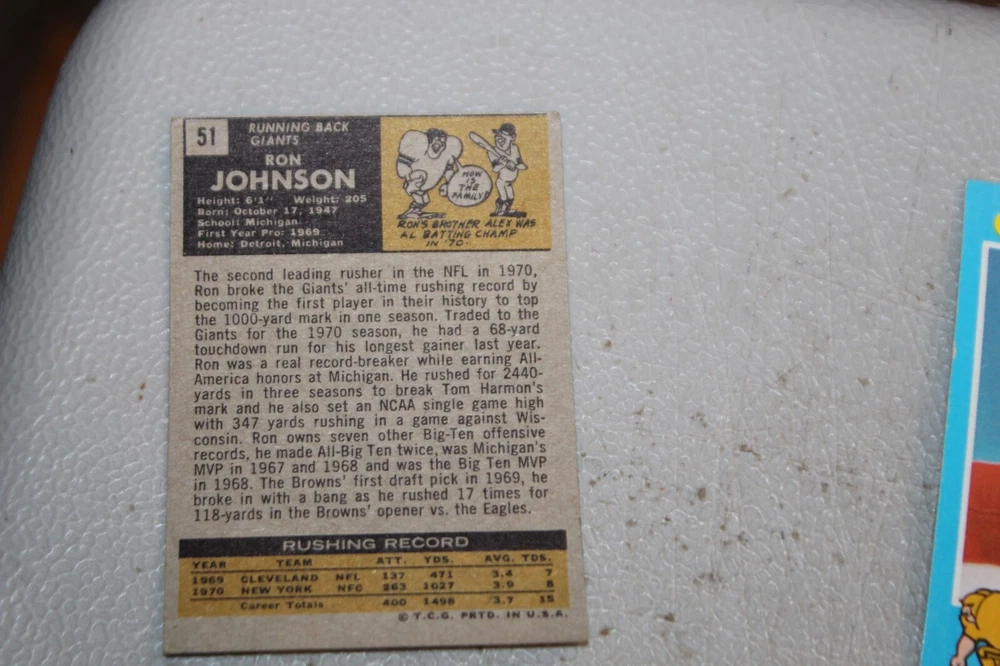 51
RUNNING BACK
GIANTS
RON
JOHNSON
Height: 6'1" Weight: 205
Born: October 17, 1947
School: Michigan
First Year Pro: 1969
Home: Detroit, Michigan
HOW
IS
THE
FAMILY
RON'S BROTHER ALEX WAS
AL BATTING CHAMP
IN '70.
The second leading rusher in the NFL in 1970,
Ron broke the Giants' all-time rushing record by
becoming the first player in their history to top
the 1000-yard mark in one season. Traded to the
Giants for the 1970 season, he had a 68-yard
touchdown run for his longest gainer last year.
Ron was a real record-breaker while earning All-
America honors at Michigan. He rushed for 2440-
yards in three seasons to break Tom Harmon's
mark and he also set an NCAA single game high
with 347 yards rushing in a game against Wis-
consin. Ron owns seven other Big-Ten offensive
records, he made All-Big Ten twice, was Michigan's
MVP in 1967 and 1968 and was the Big Ten MVP
in 1968. The Browns' first draft pick in 1969, he
broke in with a bang as he rushed 17 times for
118-yards in the Browns' opener vs. the Eagles.
RUSHING RECORD
YEAR TEAM ATT. YDS. AVG. TDS.
1969 CLEVELAND NFL 137 471 3.4 7
1970 NEW YORK NFC 263 1027 3.9 8
Career Totals 400 1498 3.7 15
© T.C.G. PRTD. IN U.S.A.